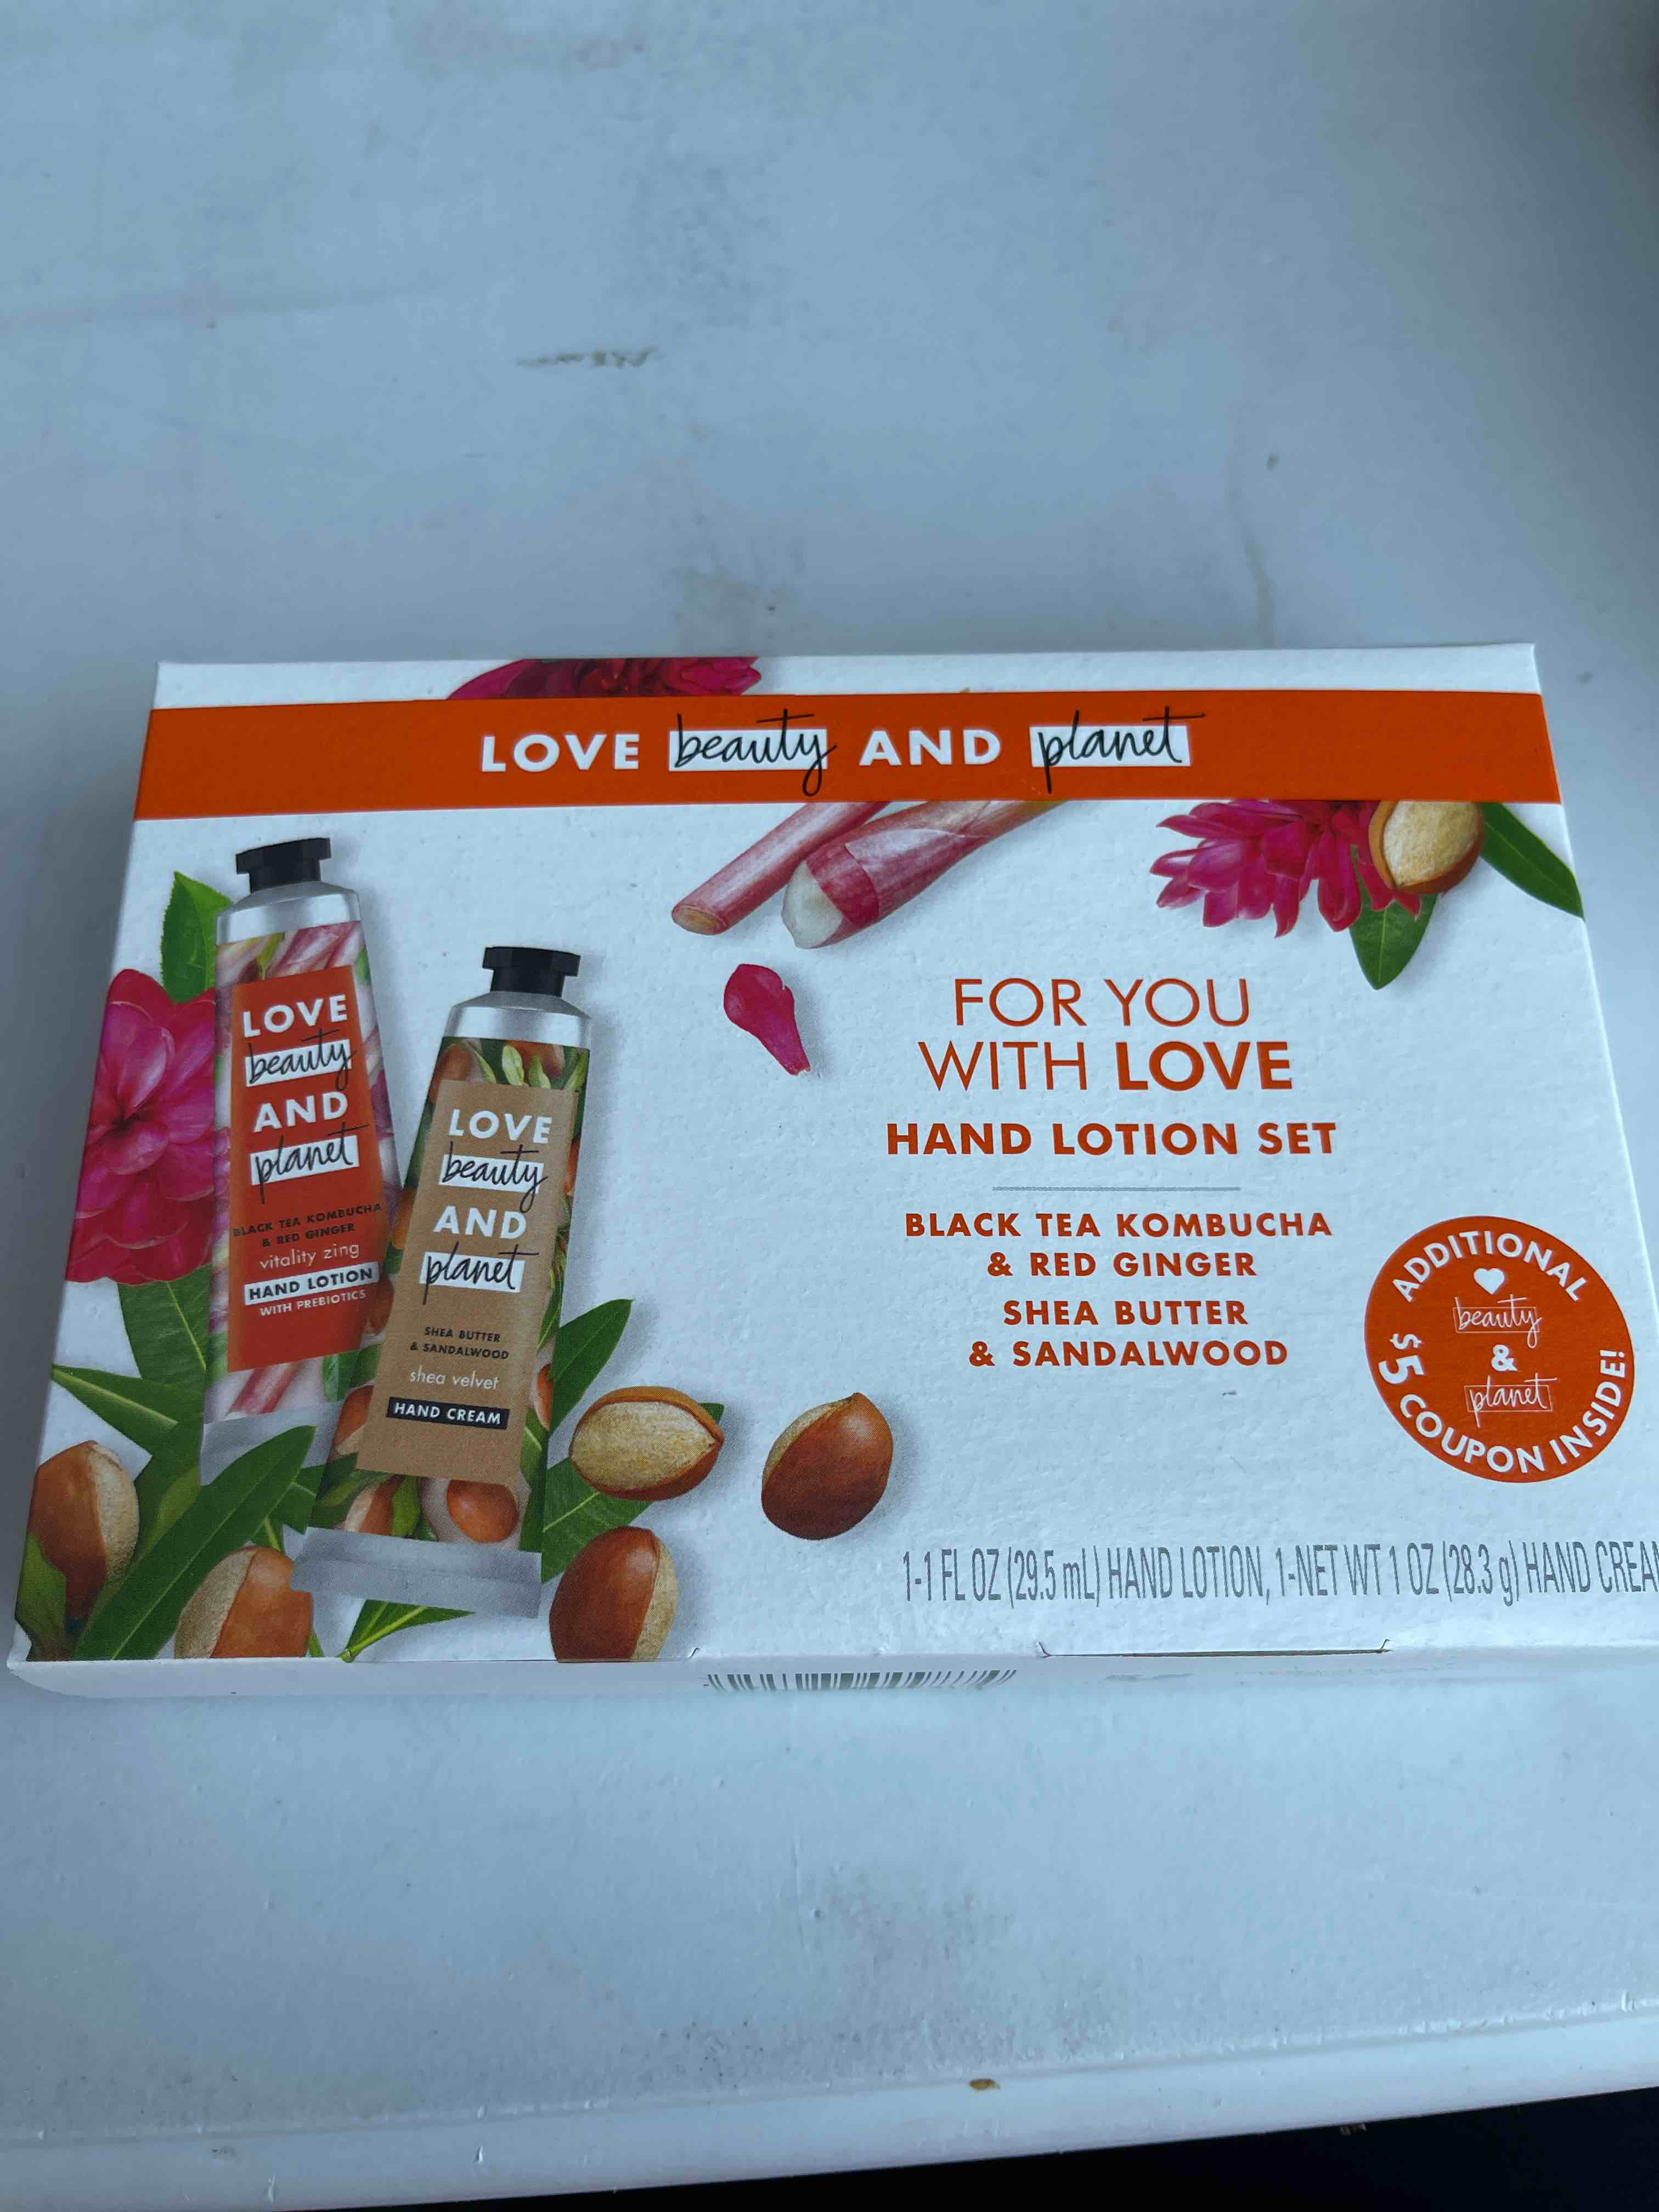 LOVE beauty AND planet
LOVE
beauty
AND
planet
BLACK TEA KOMBUCHA
& RED GINGER
vitality zing
HAND LOTION
WITH PREBIOTICS
LOVE
beauty
AND
planet
SHEA BUTTER
& SANDALWOOD
shea velvet
HAND CREAM
FOR YOU
WITH LOVE
HAND LOTION SET
BLACK TEA KOMBUCHA
& RED GINGER
SHEA BUTTER
& SANDALWOOD
ADDITIONAL
beauty
&
planet
$5 COUPON INSIDE!
1-1 FL OZ (29.5 mL) HAND LOTION, 1-NET WT 1 OZ (28.3 g) HAND CREAM